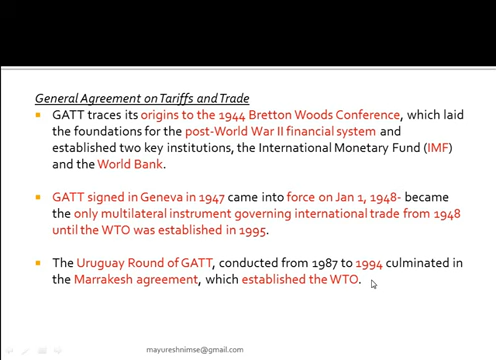 General Agreement on Tariffs and Trade
GATT traces its origins to the 1944 Bretton Woods Conference, which laid
the foundations for the post-World War II financial system and
established two key institutions, the International Monetary Fund (IMF)
and the World Bank.
GATT signed in Geneva in 1947 came into force on Jan 1, 1948- became
the only multilateral instrument governing international trade from 1948
until the WTO was established in 1995.
The Uruguay Round of GATT, conducted from 1987 to 1994 culminated in
the Marrakesh agreement, which established the WTO.
mayureshnimse@gmail.com